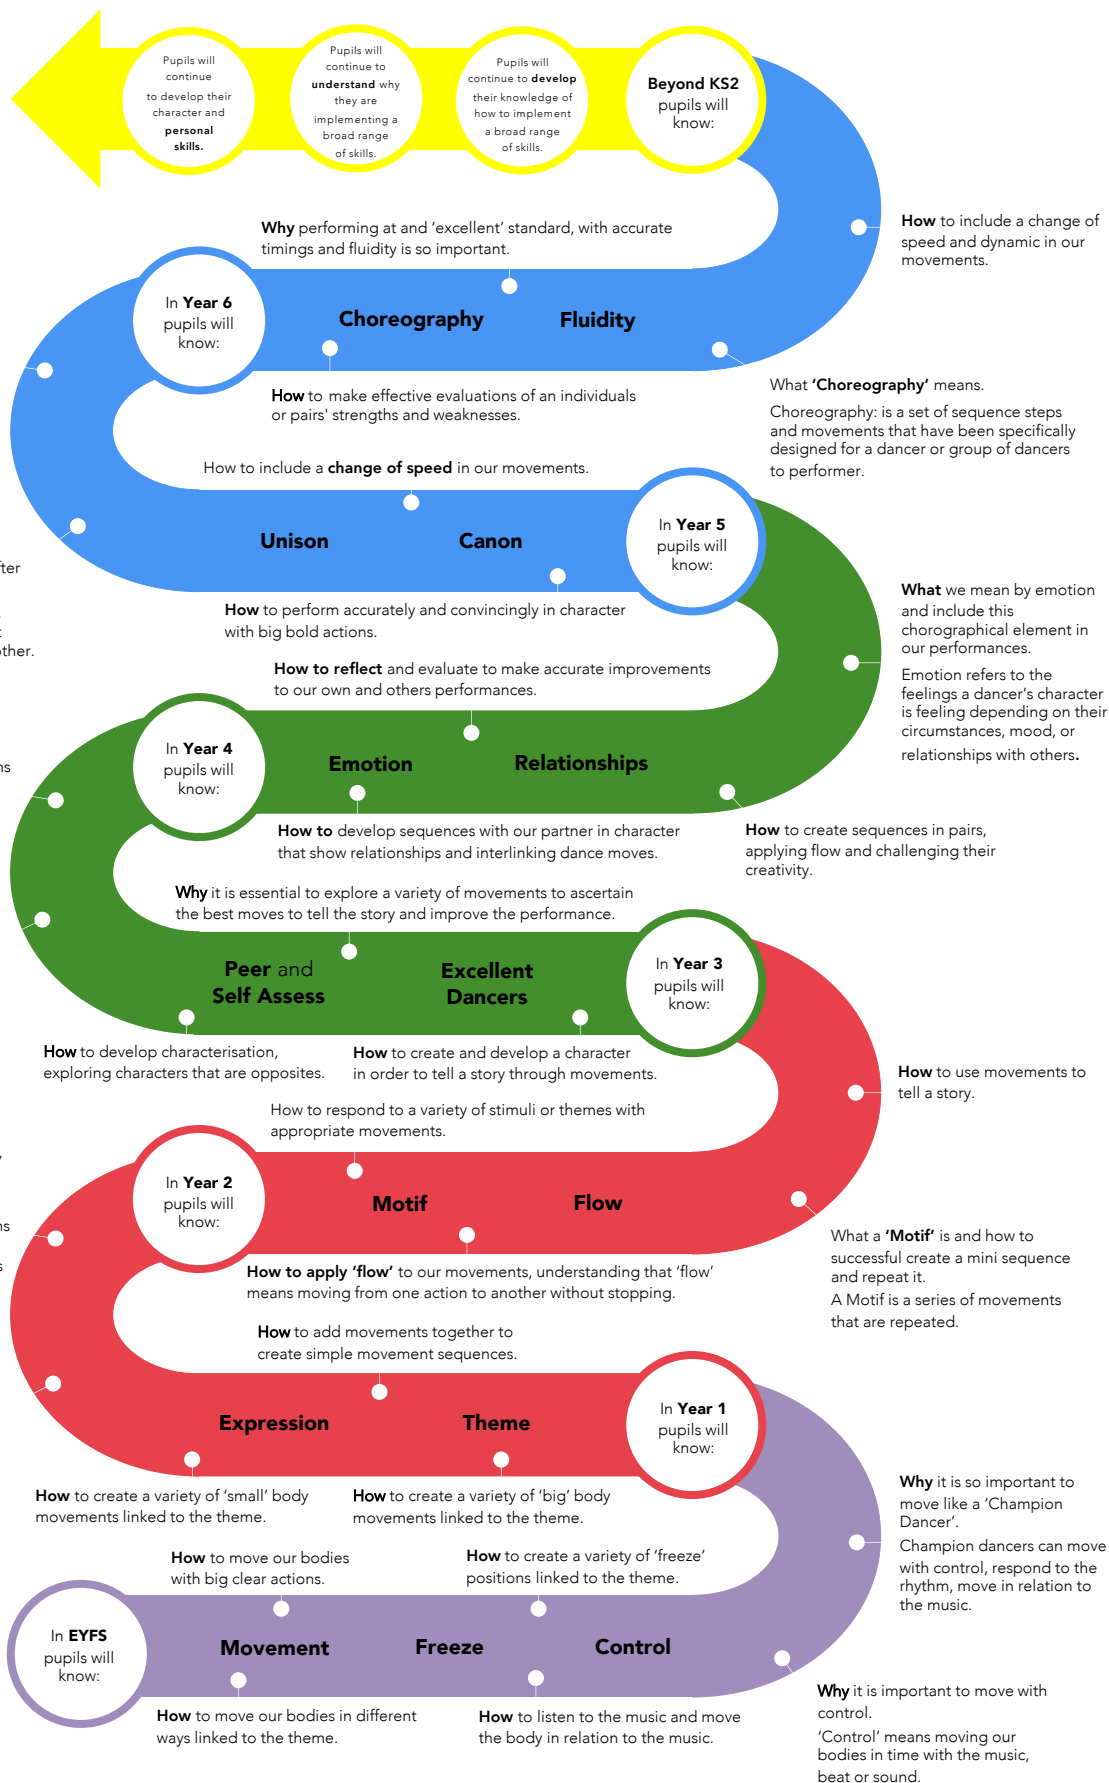 Pupils will
continue
to develop their
character and
personal
skills.
Pupils will
continue to
understand why
they are
implementing a
broad range
of skills.
Pupils will
continue to develop
their knowledge of
how to implement
a broad range
of skills.
Beyond KS2
pupils will
know:
How to include a change of
speed and dynamic in our
movements.
Why performing at and ‘excellent’ standard, with accurate
timings and fluidity is so important.
In Year 6
pupils will
know:
Choreography
Fluidity
How to make effective evaluations of an individuals
or pairs' strengths and weaknesses.
What ‘Choreography’ means.
Choreography: is a set of sequence steps
and movements that have been specifically
designed for a dancer or group of dancers
to performer.
How to include a change of speed in our movements.
Unison
Canon
In Year 5
pupils will
know:
other.
How to perform accurately and convincingly in character
with big bold actions.
What we mean by emotion
and include this
chorographical element in
our performances.
Emotion refers to the
feelings a dancer’s character
is feeling depending on their
circumstances, mood, or
relationships with others.
How to reflect and evaluate to make accurate improvements
to our own and others performances.
In Year 4
pupils will
know:
Emotion
Relationships
How to develop sequences with our partner in character
that show relationships and interlinking dance moves.
How to create sequences in pairs,
applying flow and challenging their
creativity.
Why it is essential to explore a variety of movements to ascertain
the best moves to tell the story and improve the performance.
Peer and
Self Assess
Excellent
Dancers
In Year 3
pupils will
know:
How to develop characterisation,
exploring characters that are opposites.
How to create and develop a character
in order to tell a story through movements.
How to use movements to
tell a story.
How to respond to a variety of stimuli or themes with
appropriate movements.
In Year 2
pupils will
know:
Motif
Flow
What a ‘Motif’ is and how to
successful create a mini sequence
and repeat it.
A Motif is a series of movements
that are repeated.
How to apply ‘flow’ to our movements, understanding that ‘flow’
means moving from one action to another without stopping.
How to add movements together to
create simple movement sequences.
Expression
Theme
In Year 1
pupils will
know:
How to create a variety of ‘small’ body
movements linked to the theme.
How to create a variety of ‘big’ body
movements linked to the theme.
Why it is so important to
move like a ‘Champion
Dancer’.
Champion dancers can move
with control, respond to the
rhythm, move in relation to
the music.
How to move our bodies
with big clear actions.
How to create a variety of ‘freeze’
positions linked to the theme.
In EYFS
pupils will
know:
Movement
Freeze
Control
How to move our bodies in different
ways linked to the theme.
How to listen to the music and move
the body in relation to the music.
Why it is important to move with
control.
‘Control’ means moving our
bodies in time with the music,
beat or sound.